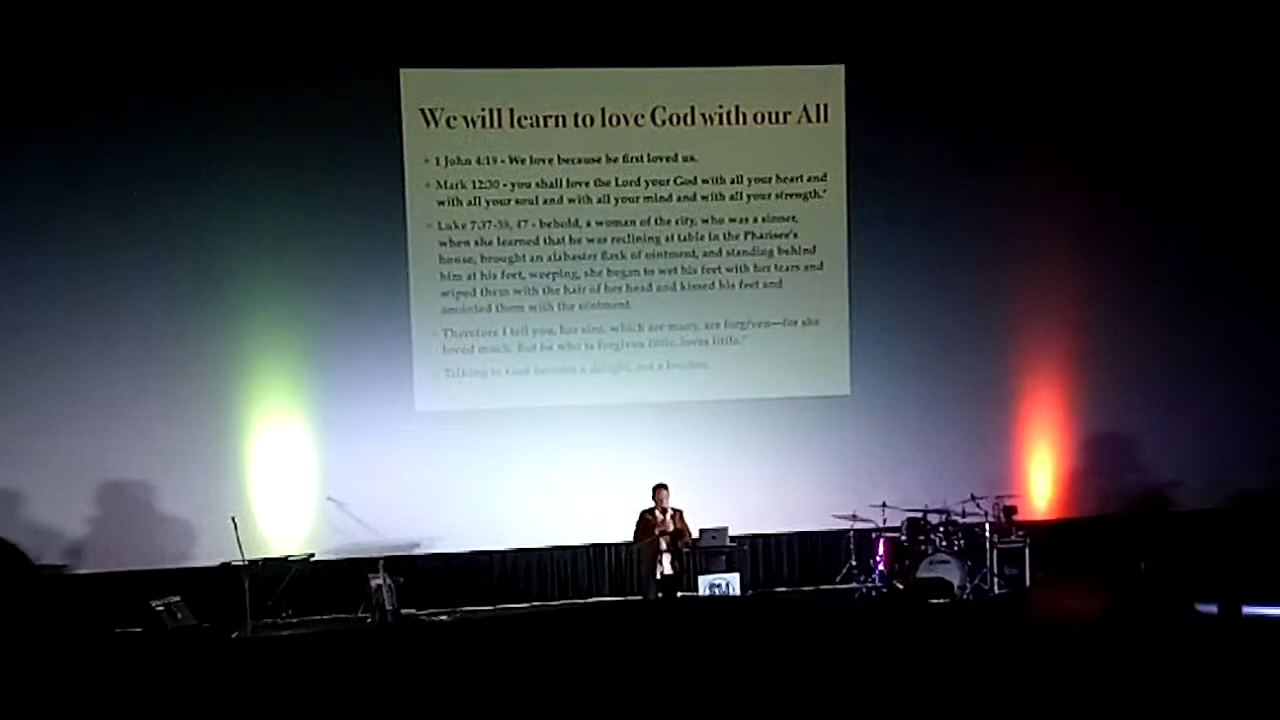 We will learn to love God with our All
1 John 4:19 - We love because he first loved us.
Mark 12:30 - you shall love the Lord your God with all your heart and
with all your soul and with all your mind and with all your strength."
Luke 7:37-38, 47 - behold, a woman of the city, who was a sinner,
when she learned that he was reclining at table in the Pharisee's
house, brought an alabaster flask of ointment, and standing behind
him at his feet, weeping, she began to wet his feet with her tears and
wiped them with the hair of her head and kissed his feet and
anointed them with the ointment.
Therefore I tell you, her sins, which are many, are forgiven—for she
loved much. But he who is forgiven little, loves little."
Talking to God becomes a delight, not a burden.